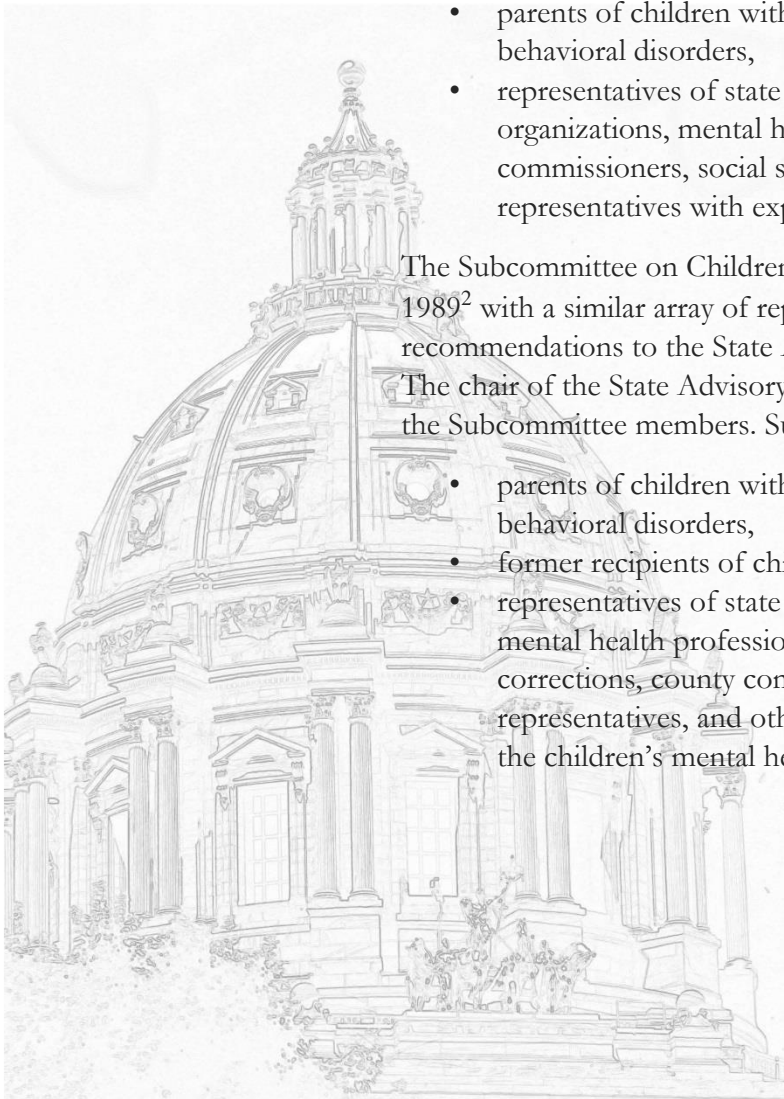 • parents of children with
behavioral disorders,
• representatives of state
organizations, mental h
commissioners, social s
representatives with exp
The Subcommittee on Children
1989² with a similar array of rep
recommendations to the State
The chair of the State Advisory
the Subcommittee members. Su
• parents of children with
behavioral disorders,
• former recipients of chi
• representatives of state
mental health professio
corrections, county com
representatives, and oth
the children's mental he